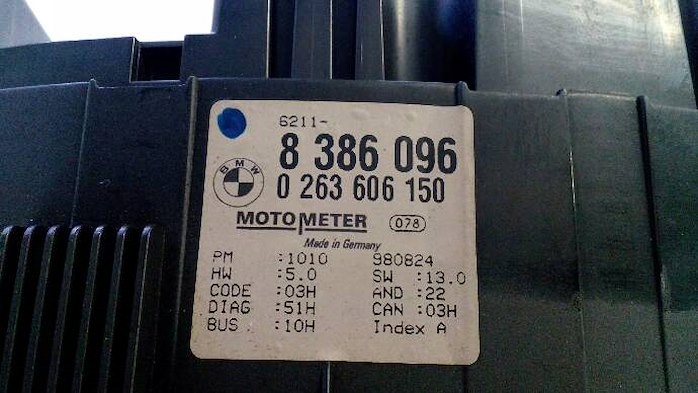 6211-
8 386 096
BMW
0 263 606 150
MOTOMETER 078
Made in Germany
PM :1010 980824
HW :5.0 SW :13.0
CODE :03H AND :22
DIAG :51H CAN :03H
BUS :10H Index A